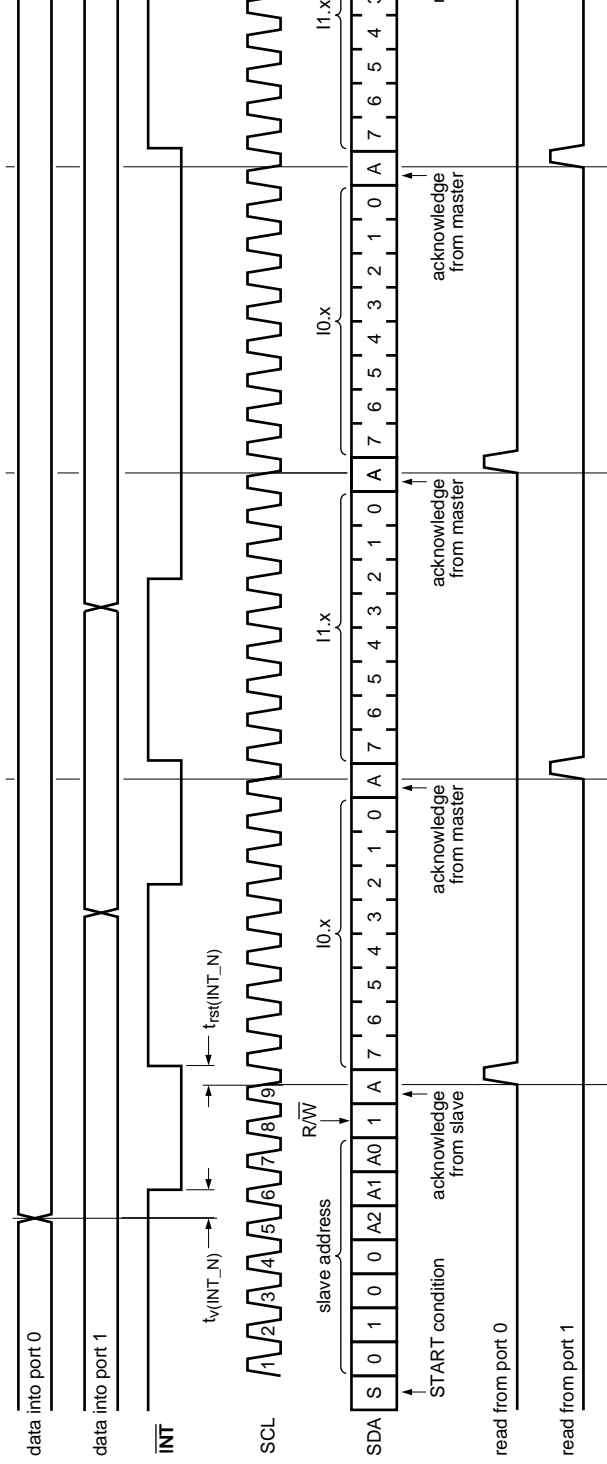 data into port 0
data into port 1
INT
tv(INT_N) trst(INT_N)
SCL 1 2 3 4 5 6 7 8 9
R/W
slave address I0.x I1.x I0.x I1.x
SDA S 0 1 0 0 A2 A1 A0 1 A 7 6 5 4 3 2 1 0 A 7 6 5 4 3 2 1 0 A 7 6 5 4 3 2 1 0 A 7 6 5 4 3
START condition
acknowledge
from slave
acknowledge
from master
acknowledge
from master
acknowledge
from master
read from port 0
read from port 1